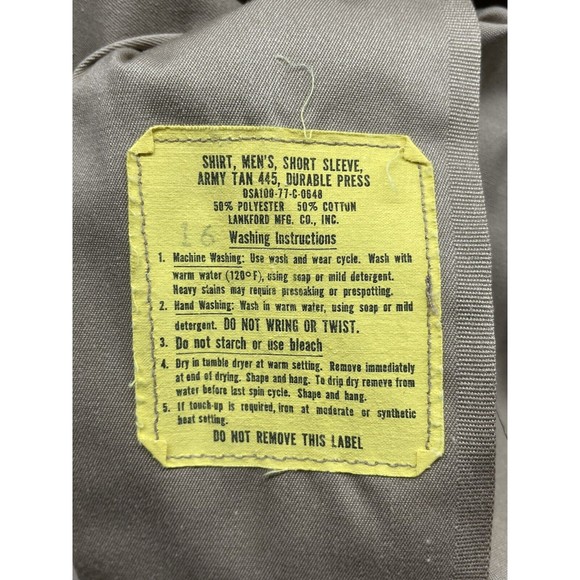 SHIRT, MEN'S, SHORT SLEEVE,
ARMY TAN 445, DURABLE PRESS
DSA100-77-C-0648
50% POLYESTER 50% COTTON
LANKFORD MFG. CO., INC.
16
Washing Instructions
1. Machine Washing: Use wash and wear cycle. Wash with
warm water (120°F), using soap or mild detergent.
Heavy stains may require presoaking or prespotting.
2. Hand Washing: Wash in warm water, using soap or mild
detergent. DO NOT WRING OR TWIST.
3. Do not starch or use bleach
4. Dry in tumble dryer at warm setting. Remove immediately
at end of drying. Shape and hang. To drip dry remove from
water before last spin cycle. Shape and hang.
5. If touch-up is required, iron at moderate or synthetic
heat setting.
DO NOT REMOVE THIS LABEL